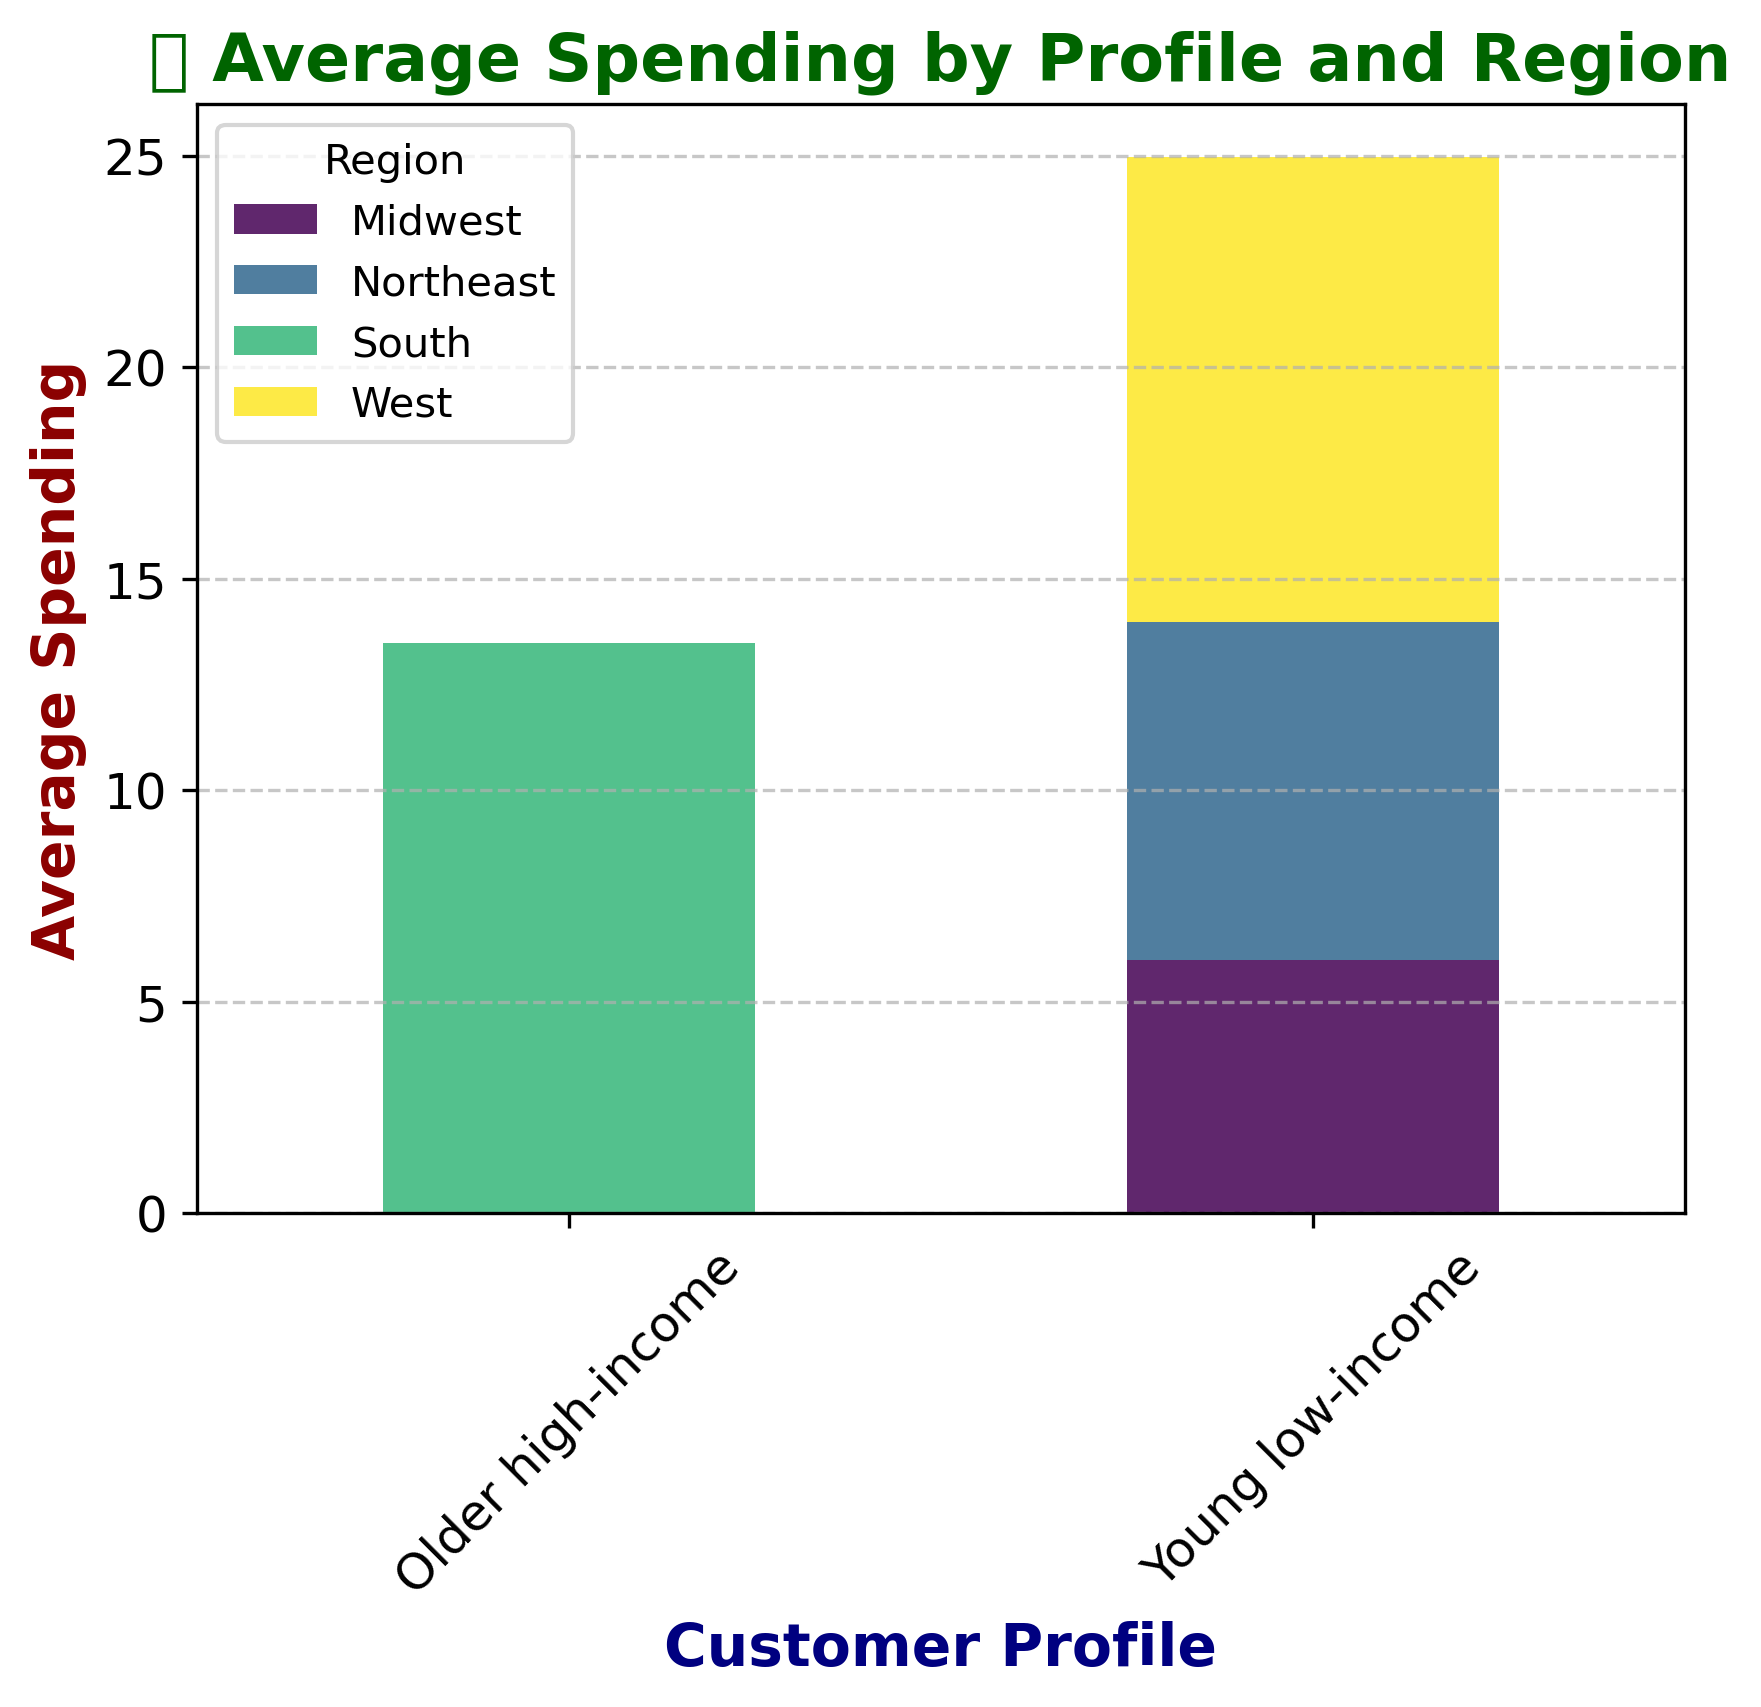 Average Spending by Profile and Region
25
20
15
10
5
0
Average Spending
Region
Midwest
Northeast
South
West
Older high-income
Young low-income
Customer Profile